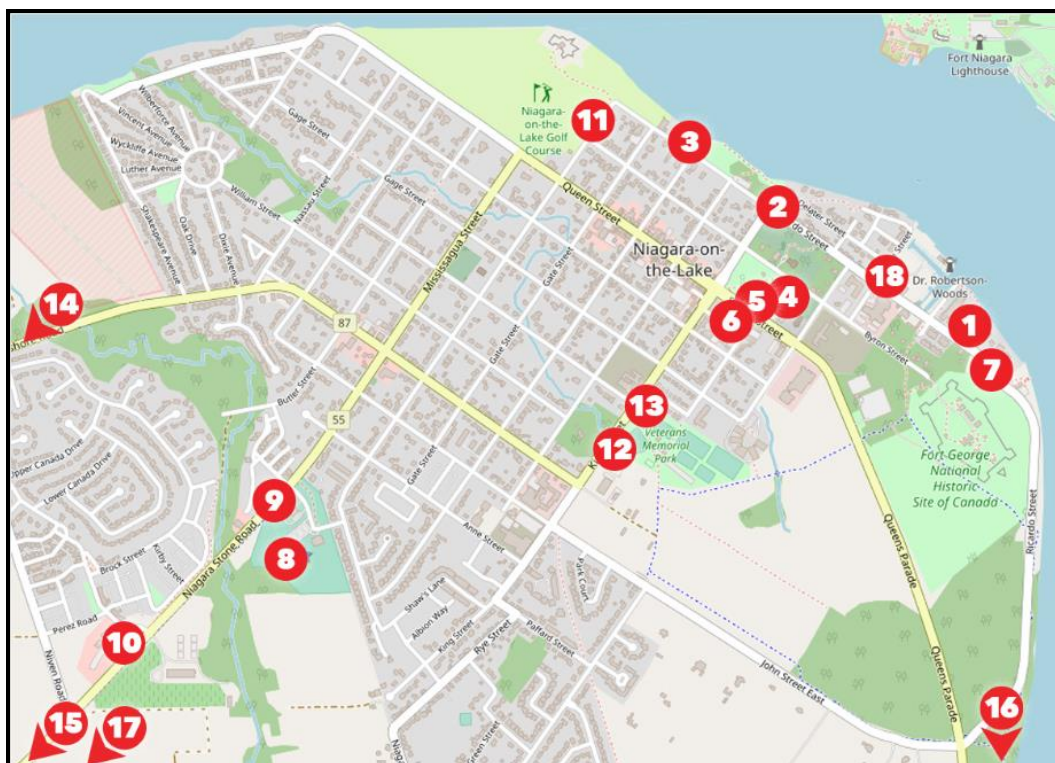 Fort Niagara
Lighthouse
Niagara-
on-the-
Lake Golf
Course
11
3
Wilberforce Avenue
Vincent Avenue
Wycliffe Avenue
Luther Avenue
Gage Street
Nassau Street
William Street
Gage Street
Queen Street
Shakespeare Avenue
Oak Drive
Dixie Avenue
Mississagua Street
2
Delater Street
Street
Niagara-on-
the-Lake
Gate Street
18
Dr. Robertson-
Woods
14
5
4
6
Street
1
Byron Street
7
87
Gate Street
Butler Street
55
13
Veterans
Memorial
Park
12
Fort George
National
Historic
Site of Canada
Upper Canada Drive
Lower Canada Drive
Gate Street
9
Niagara Stone Road
8
Anne Street
Ricardo Street
Queens Parade
Brock Street
Kirby Street
Park Court
Shaw's Lane
Albion Way
King Street
Rye Street
Paffard Street
Perez Road
10
Niven Road
John Street East
Queens Parade
15
17
16
Green Street